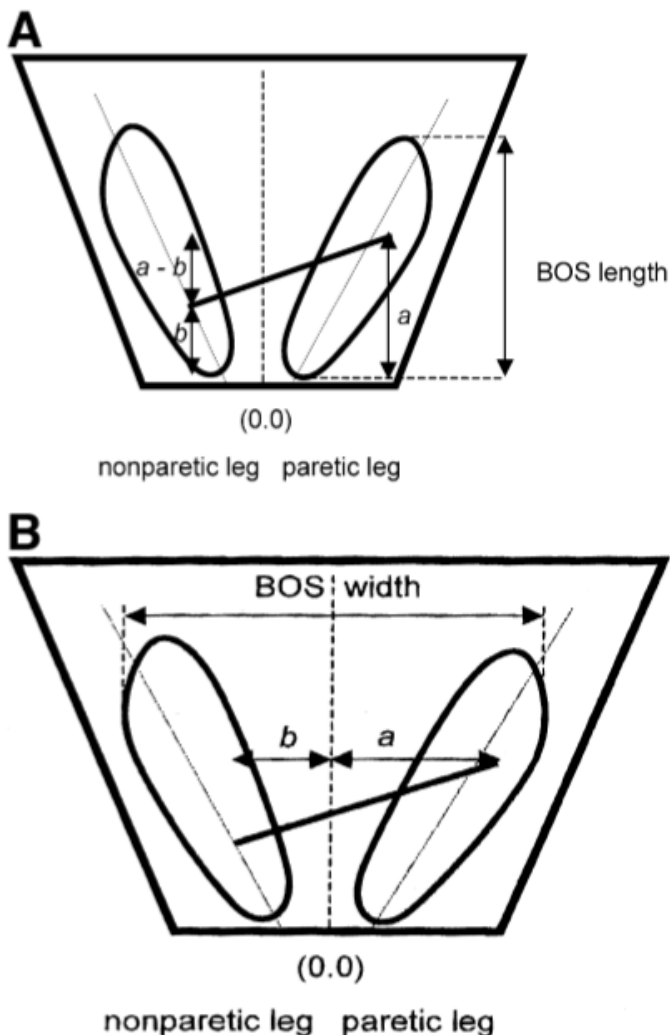 A
a - b
BOS length
b
a
(0.0)
nonparetic leg paretic leg
B
BOS width
b a
(0.0)
nonparetic leg paretic leg